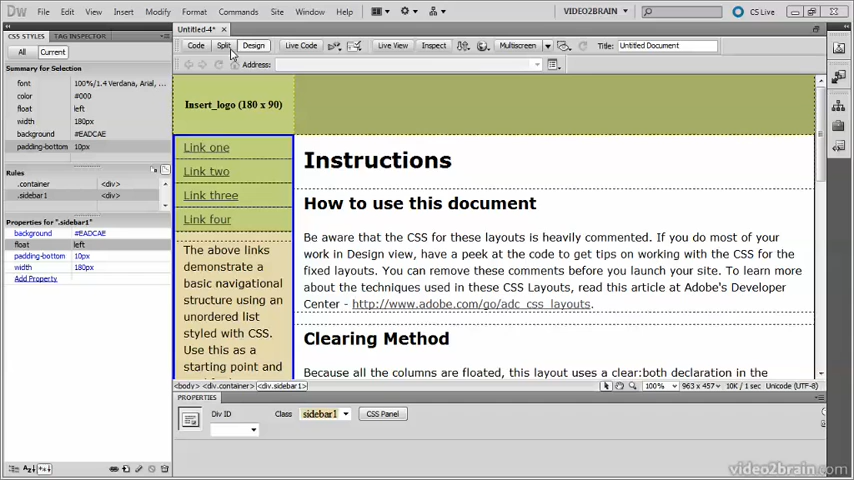 Dw File Edit View Insert Modify Format Commands Site Window Help VIDEO2BRAIN CS Live
CSS STYLES TAG INSPECTOR
All Current
Summary for Selection
font 100%/1.4 Verdana, Arial, ...
color #000
float left
width 180px
background #EADCAE
padding-bottom 10px
Rules
.container <div>
.sidebar1 <div>
Properties for ".sidebar1"
background #EADCAE
float left
padding-bottom 10px
width 180px
Add Property
Untitled-4* ×
Code Split Design Live Code Live View Inspect Multiscreen Title: Untitled Document
Address:
Insert_logo (180 x 90)
Link one
Link two
Link three
Link four
The above links
demonstrate a
basic navigational
structure using an
unordered list
styled with CSS.
Use this as a
starting point and
Instructions
How to use this document
Be aware that the CSS for these layouts is heavily commented. If you do most of your
work in Design view, have a peek at the code to get tips on working with the CSS for the
fixed layouts. You can remove these comments before you launch your site. To learn more
about the techniques used in these CSS Layouts, read this article at Adobe's Developer
Center - http://www.adobe.com/go/adc_css_layouts.
Clearing Method
Because all the columns are floated, this layout uses a clear:both declaration in the
<body> <div.container> <div.sidebar1> 100% 963 x 457 10K / 1 sec Unicode (UTF-8)
PROPERTIES
Div ID Class sidebar1 CSS Panel
video2brain.com